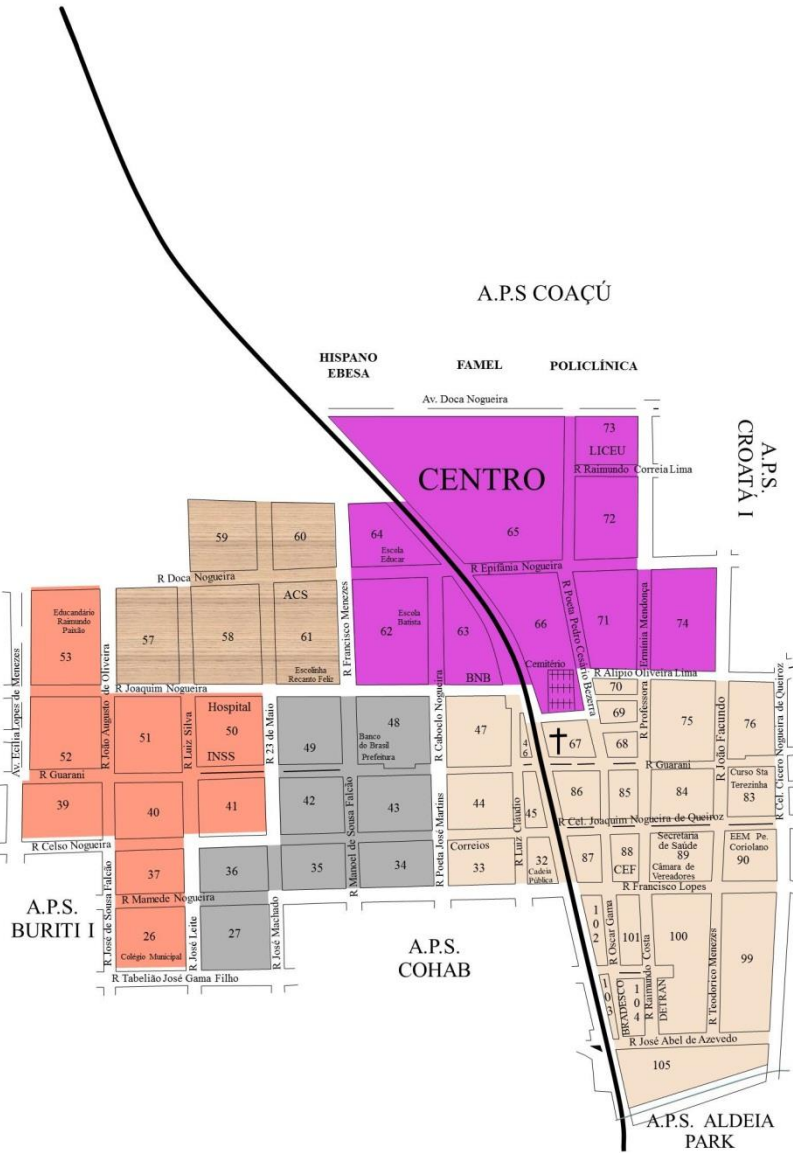 A.P.S COAÇÚ
HISPANO
EBESA
FAMEL
POLICLÍNICA
Av. Doca Nogueira
A.P.S.
CROATÁ I
73
LICEU
R Raimundo Correia Lima
CENTRO
72
65
64
Escola
Educar
59
60
R Epifânia Nogueira
R Doca Nogueira
ACS
57
58
61
Escolinha
Recanto Feliz
R Francisco Menezes
Escola
Batista
62
63
BNB
66
Cemitério
R Poeta Pedro Cesário Bezerra
71
R Professora Ermínia Mendonça
74
Educandário
Raimundo
Paixão
53
Av. Ecilia Lopes de Menezes
R João Augusto de Oliveira
R Joaquim Nogueira
R Alipio Oliveira Lima
70
69
68
67
75
R João Facundo
76
R Cel. Cicero Nogueira de Queiroz
52
51
R Luiz Silva
Hospital
50
INSS
R 23 de Maio
49
48
Banco
do Brasil
Prefeitura
R Caboclo Nogueira
47
46
R Guarani
R Guarani
39
40
41
42
R Manoel de Sousa Falcão
43
R Poeta José Martins
44
R Luiz Cláudio
45
86
85
84
Curso Sta
Terezinha
83
R Cel. Joaquim Nogueira de Queiroz
R Celso Nogueira
37
36
35
34
Correios
33
32
Cadeia
Pública
87
88
CEF
Secretaria
de Saúde
89
Câmara de
Vereadores
EEM Pe.
Coriolano
90
R Francisco Lopes
R Mamede Nogueira
A.P.S.
BURITI I
R José de Sousa Falcão
26
Colégio Municipal
R José Leite
27
R José Machado
A.P.S.
COHAB
102
R Oscar Gama
101
R Raimundo Costa
100
R Teodorico Menezes
99
R Tabelião José Gama Filho
103
BRADESCO
104
DETRAN
R José Abel de Azevedo
105
A.P.S. ALDEIA
PARK